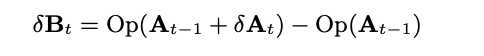 δB_t = Op(A_{t−1} + δA_t) − Op(A_{t−1})